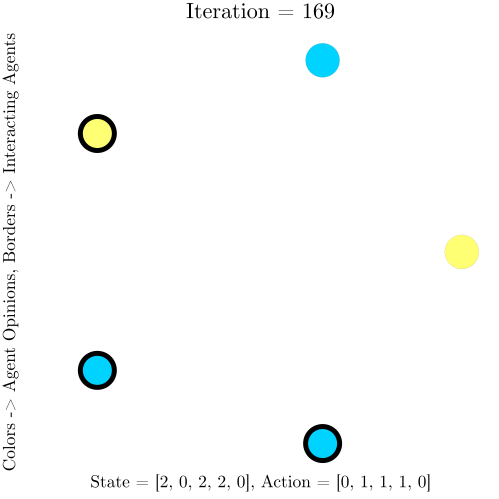 Iteration = 169
Colors -> Agent Opinions, Borders -> Interacting Agents
State = [2, 0, 2, 2, 0], Action = [0, 1, 1, 1, 0]